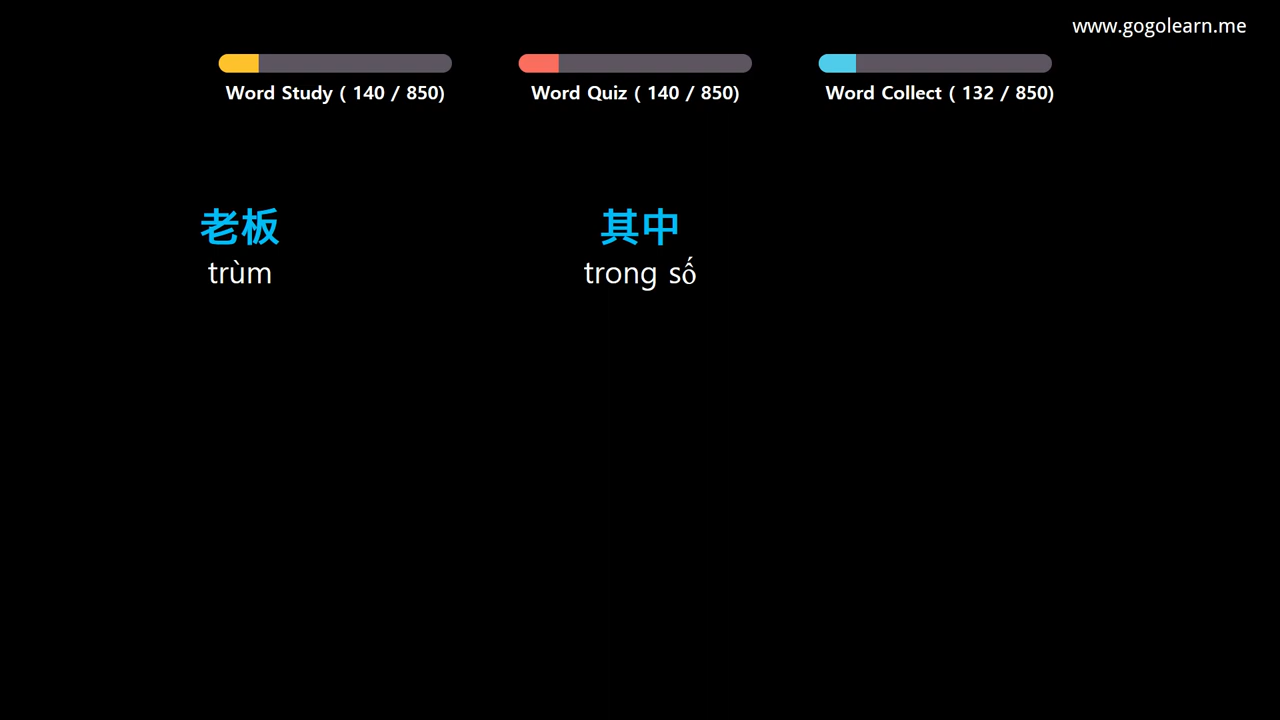 www.gogolearn.me
Word Study ( 140 / 850)
Word Quiz ( 140 / 850)
Word Collect ( 132 / 850)
老板
trùm
其中
trong số